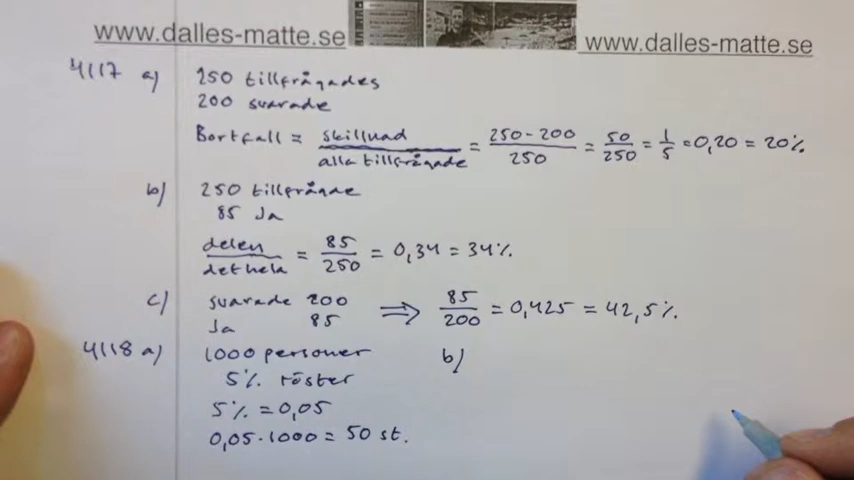 www.dalles-matte.se www.dalles-matte.se
4117 a) 250 tillfrågades
200 svarade
Bortfall = skillnad / alla tillfrågade = 250-200 / 250 = 50/250 = 1/5 = 0,20 = 20%
b) 250 tillfrånde
85 Ja
delen / det hela = 85/250 = 0,34 = 34%
c) svarade 200 ⇒ 85/200 = 0,425 = 42,5%
Ja 85
4118 a) 1000 personer b)
5% röster
5% = 0,05
0,05·1000 = 50 st.